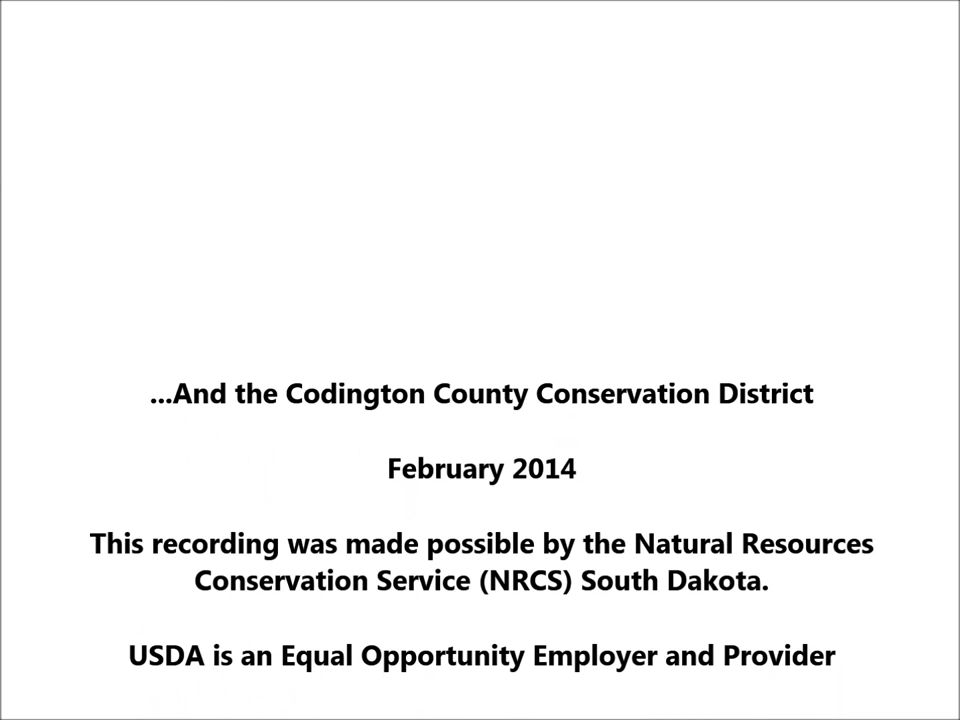 ...And the Codington County Conservation District
February 2014
This recording was made possible by the Natural Resources
Conservation Service (NRCS) South Dakota.
USDA is an Equal Opportunity Employer and Provider